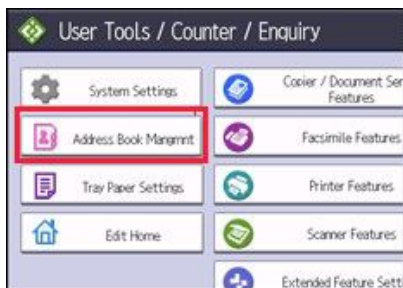 User Tools / Counter / Enquiry
System Settings
Copier / Document Ser
Features
Address Book Mangmnt
Facsimile Features
Tray Paper Settings
Printer Features
Edit Home
Scanner Features
Extended Feature Setti